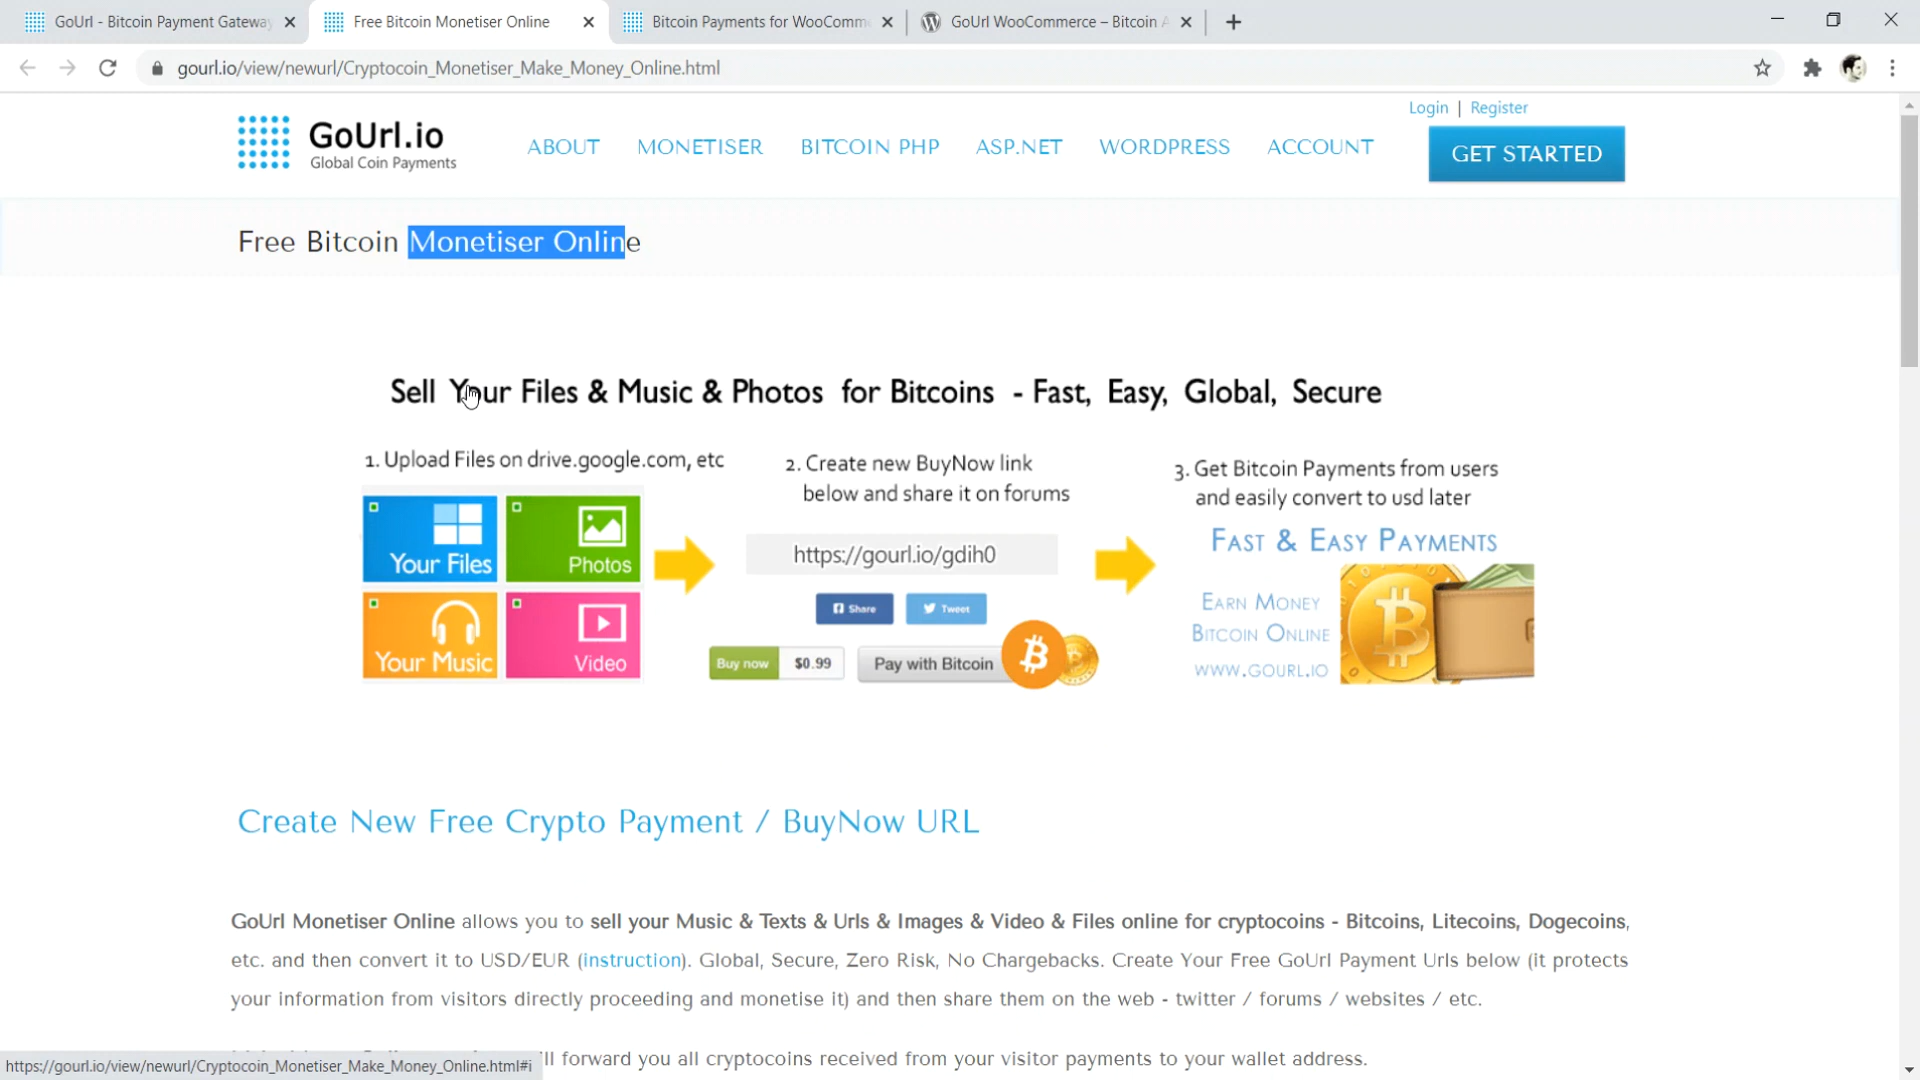 GoUrl - Bitcoin Payment Gateway
Free Bitcoin Monetiser Online
Bitcoin Payments for WooComme
GoUrl WooCommerce – Bitcoin A
gourl.io/view/newurl/Cryptocoin_Monetiser_Make_Money_Online.html
Login | Register
GoUrl.io
Global Coin Payments
ABOUT MONETISER BITCOIN PHP ASP.NET WORDPRESS ACCOUNT
GET STARTED
Free Bitcoin Monetiser Online
Sell Your Files & Music & Photos for Bitcoins - Fast, Easy, Global, Secure
1. Upload Files on drive.google.com, etc
Your Files
Photos
Your Music
Video
2. Create new BuyNow link
below and share it on forums
https://gourl.io/gdih0
Share
Tweet
Buy now $0.99
Pay with Bitcoin
3. Get Bitcoin Payments from users
and easily convert to usd later
FAST & EASY PAYMENTS
EARN MONEY
BITCOIN ONLINE
WWW.GOURL.IO
Create New Free Crypto Payment / BuyNow URL
GoUrl Monetiser Online allows you to sell your Music & Texts & Urls & Images & Video & Files online for cryptocoins - Bitcoins, Litecoins, Dogecoins,
etc. and then convert it to USD/EUR (instruction). Global, Secure, Zero Risk, No Chargebacks. Create Your Free GoUrl Payment Urls below (it protects
your information from visitors directly proceeding and monetise it) and then share them on the web - twitter / forums / websites / etc.
ll forward you all cryptocoins received from your visitor payments to your wallet address.
https://gourl.io/view/newurl/Cryptocoin_Monetiser_Make_Money_Online.html#i